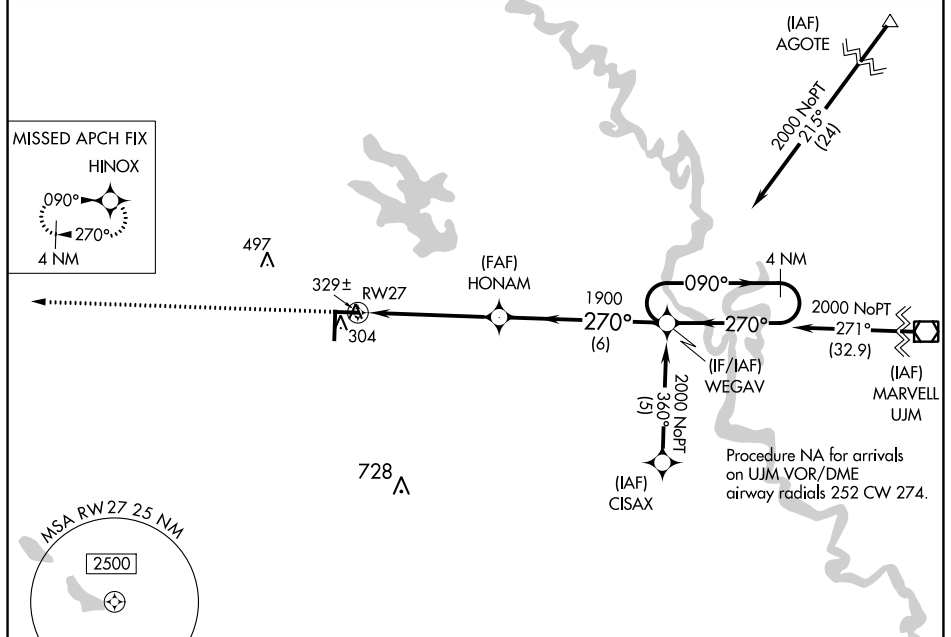 (IAF)
AGOTE
2000 NoPT
215°
(24)
MISSED APCH FIX
HINOX
090°
270°
4 NM
497
329±
RW27
304
(FAF)
HONAM
1900
270°
(6)
090°
4 NM
270°
2000 NoPT
271°
(32.9)
(IF/IAF)
WEGAV
(IAF)
MARVELL
UJM
2000 NoPT
360°
(5)
(IAF)
CISAX
Procedure NA for arrivals
on UJM VOR/DME
airway radials 252 CW 274.
728
MSA RW27 25 NM
2500